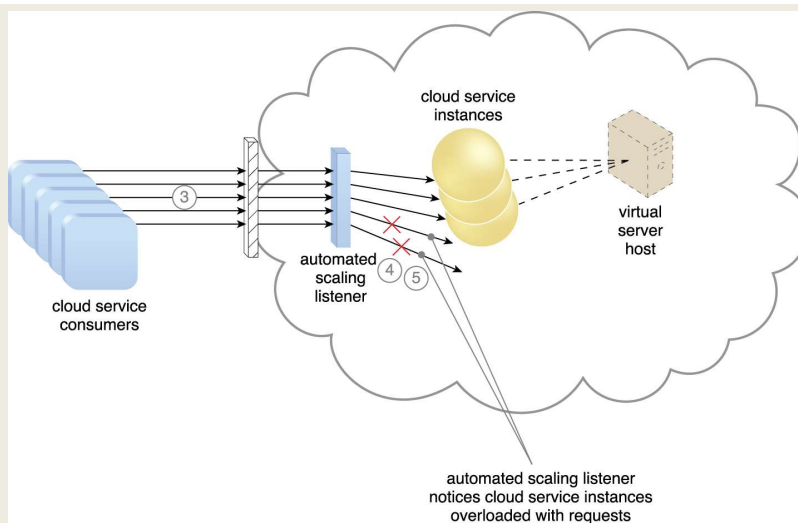 cloud service
instances
3
automated
scaling
listener
4
5
virtual
server
host
cloud service
consumers
automated scaling listener
notices cloud service instances
overloaded with requests